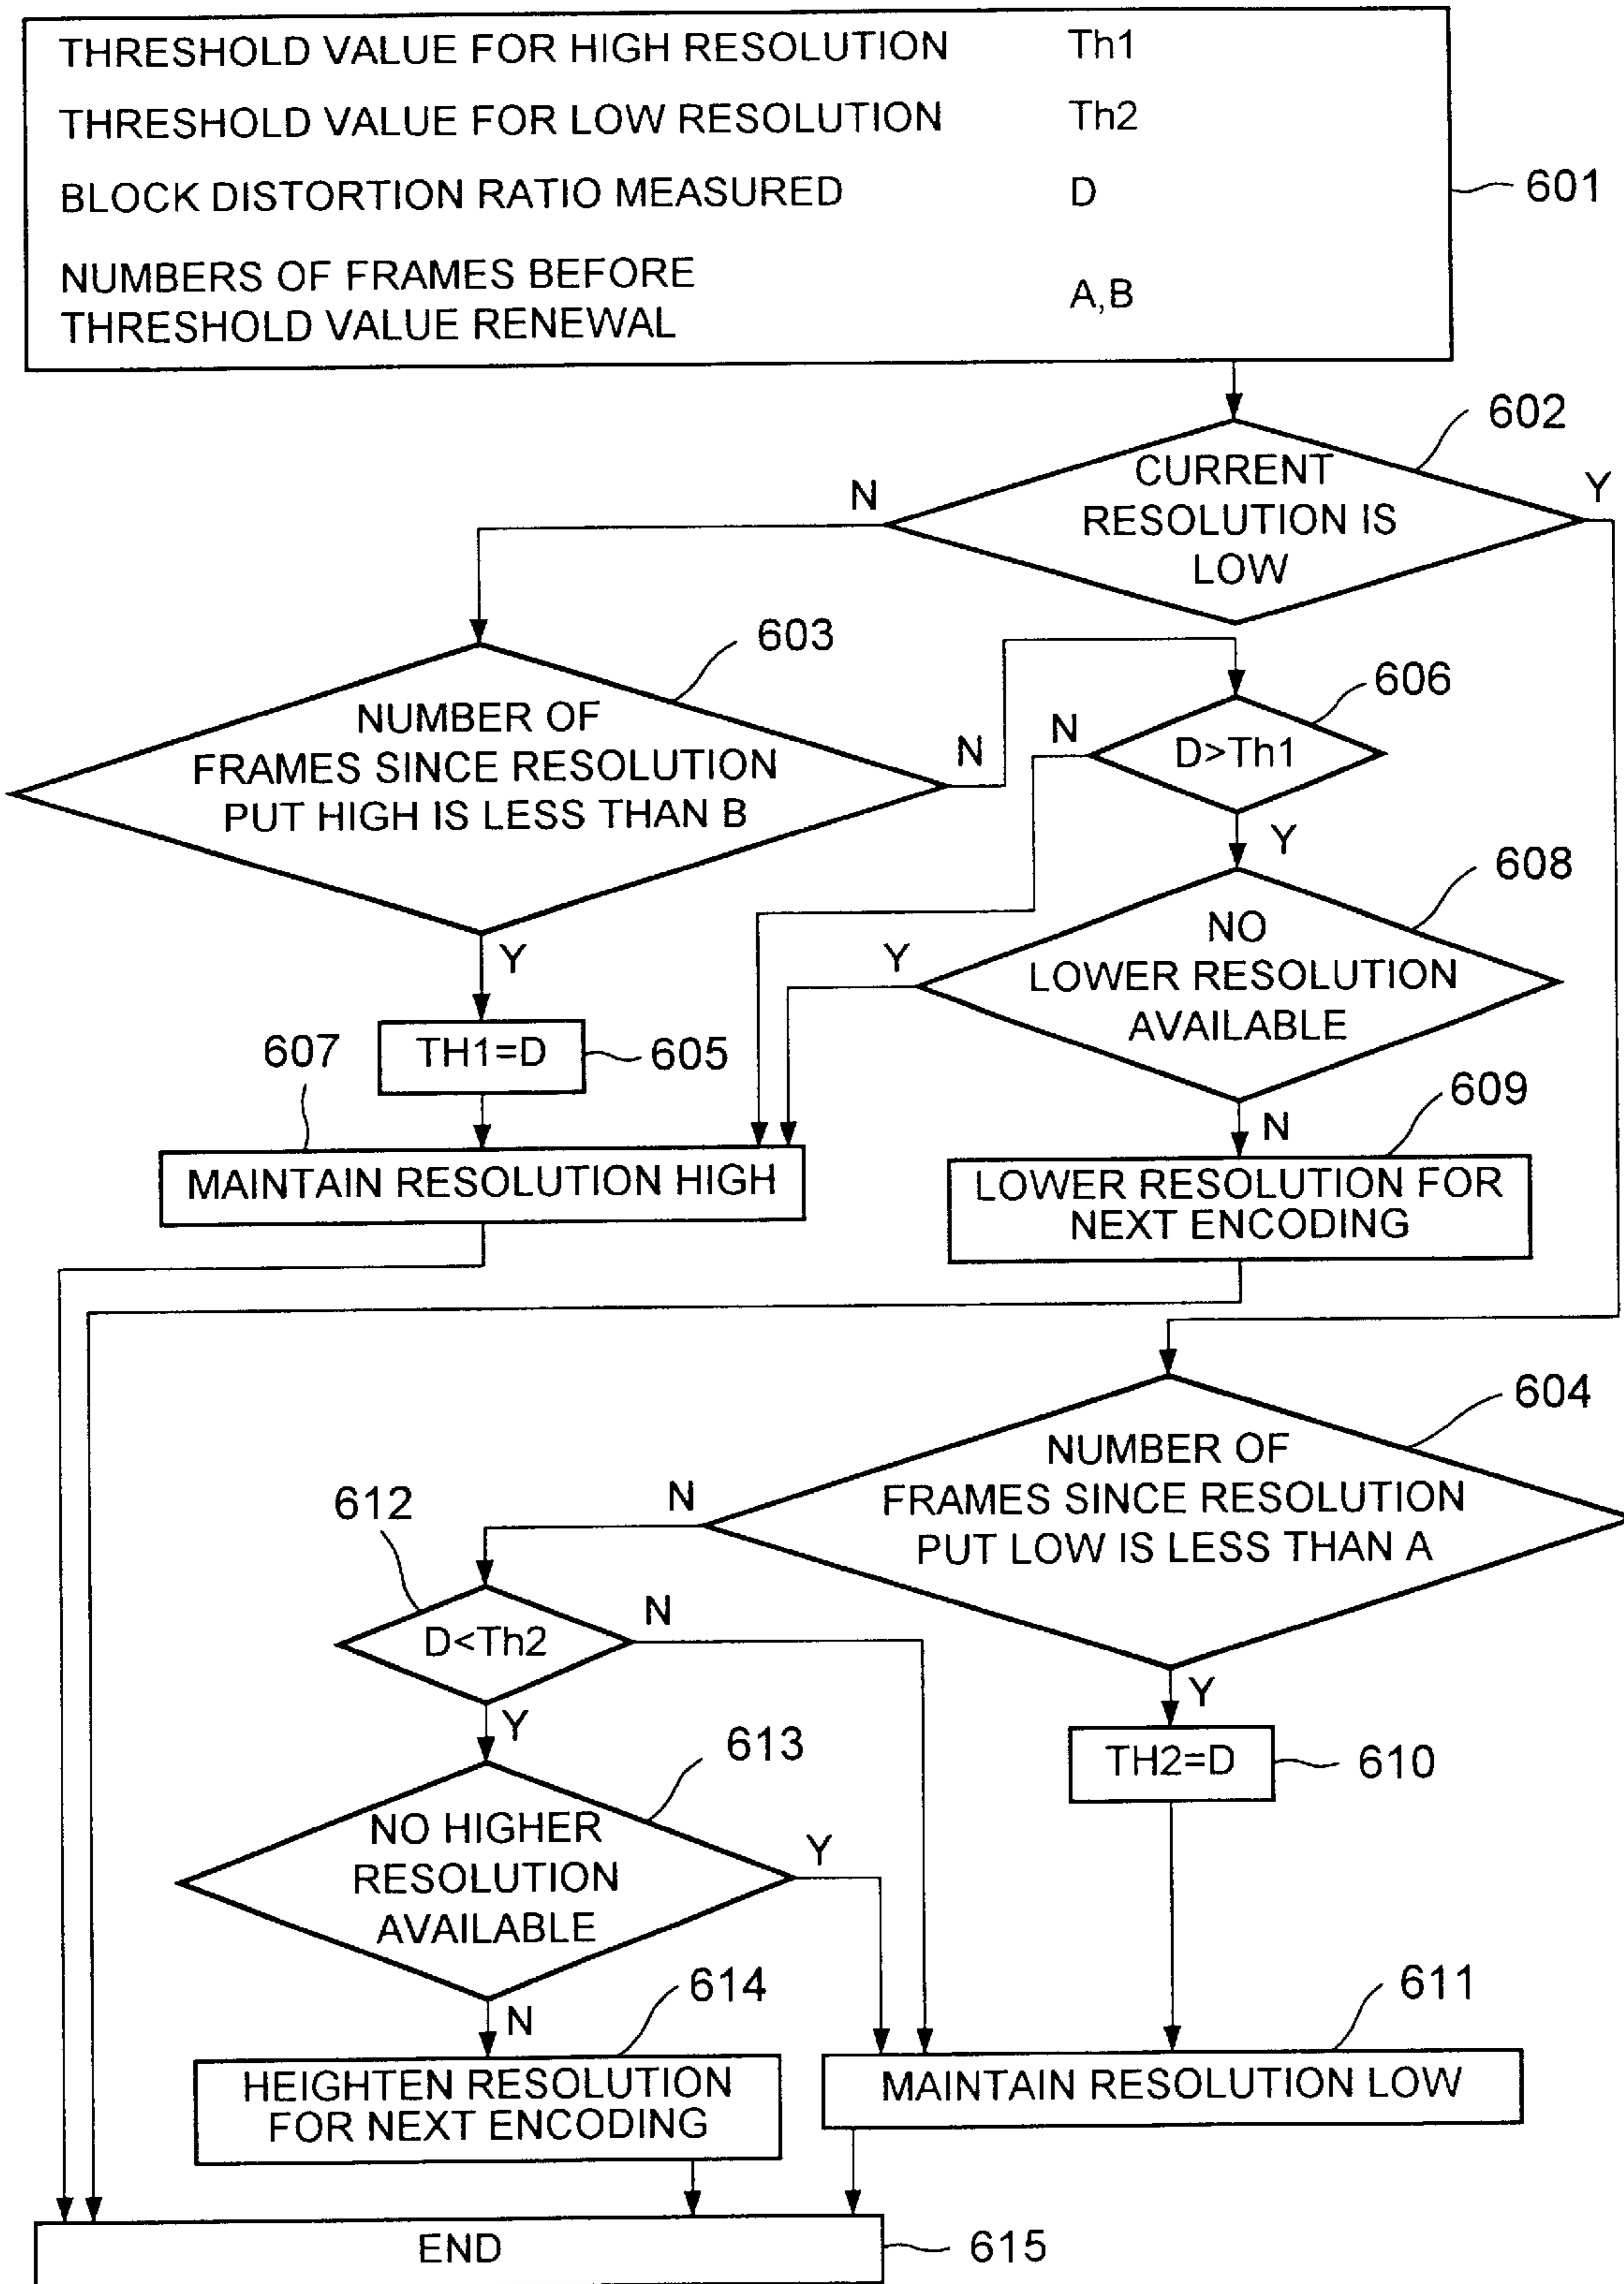 THRESHOLD VALUE FOR HIGH RESOLUTION Th1
THRESHOLD VALUE FOR LOW RESOLUTION Th2
BLOCK DISTORTION RATIO MEASURED D
NUMBERS OF FRAMES BEFORE
THRESHOLD VALUE RENEWAL
A,B
601
602
CURRENT
RESOLUTION IS
LOW
N
Y
603
NUMBER OF
FRAMES SINCE RESOLUTION
PUT HIGH IS LESS THAN B
N
Y
606
D>Th1
N
Y
608
NO
LOWER RESOLUTION
AVAILABLE
Y
N
TH1=D
605
607
MAINTAIN RESOLUTION HIGH
609
LOWER RESOLUTION FOR
NEXT ENCODING
604
NUMBER OF
FRAMES SINCE RESOLUTION
PUT LOW IS LESS THAN A
N
Y
612
D<Th2
N
Y
TH2=D
610
613
NO HIGHER
RESOLUTION
AVAILABLE
Y
N
614
HEIGHTEN RESOLUTION
FOR NEXT ENCODING
611
MAINTAIN RESOLUTION LOW
END
615